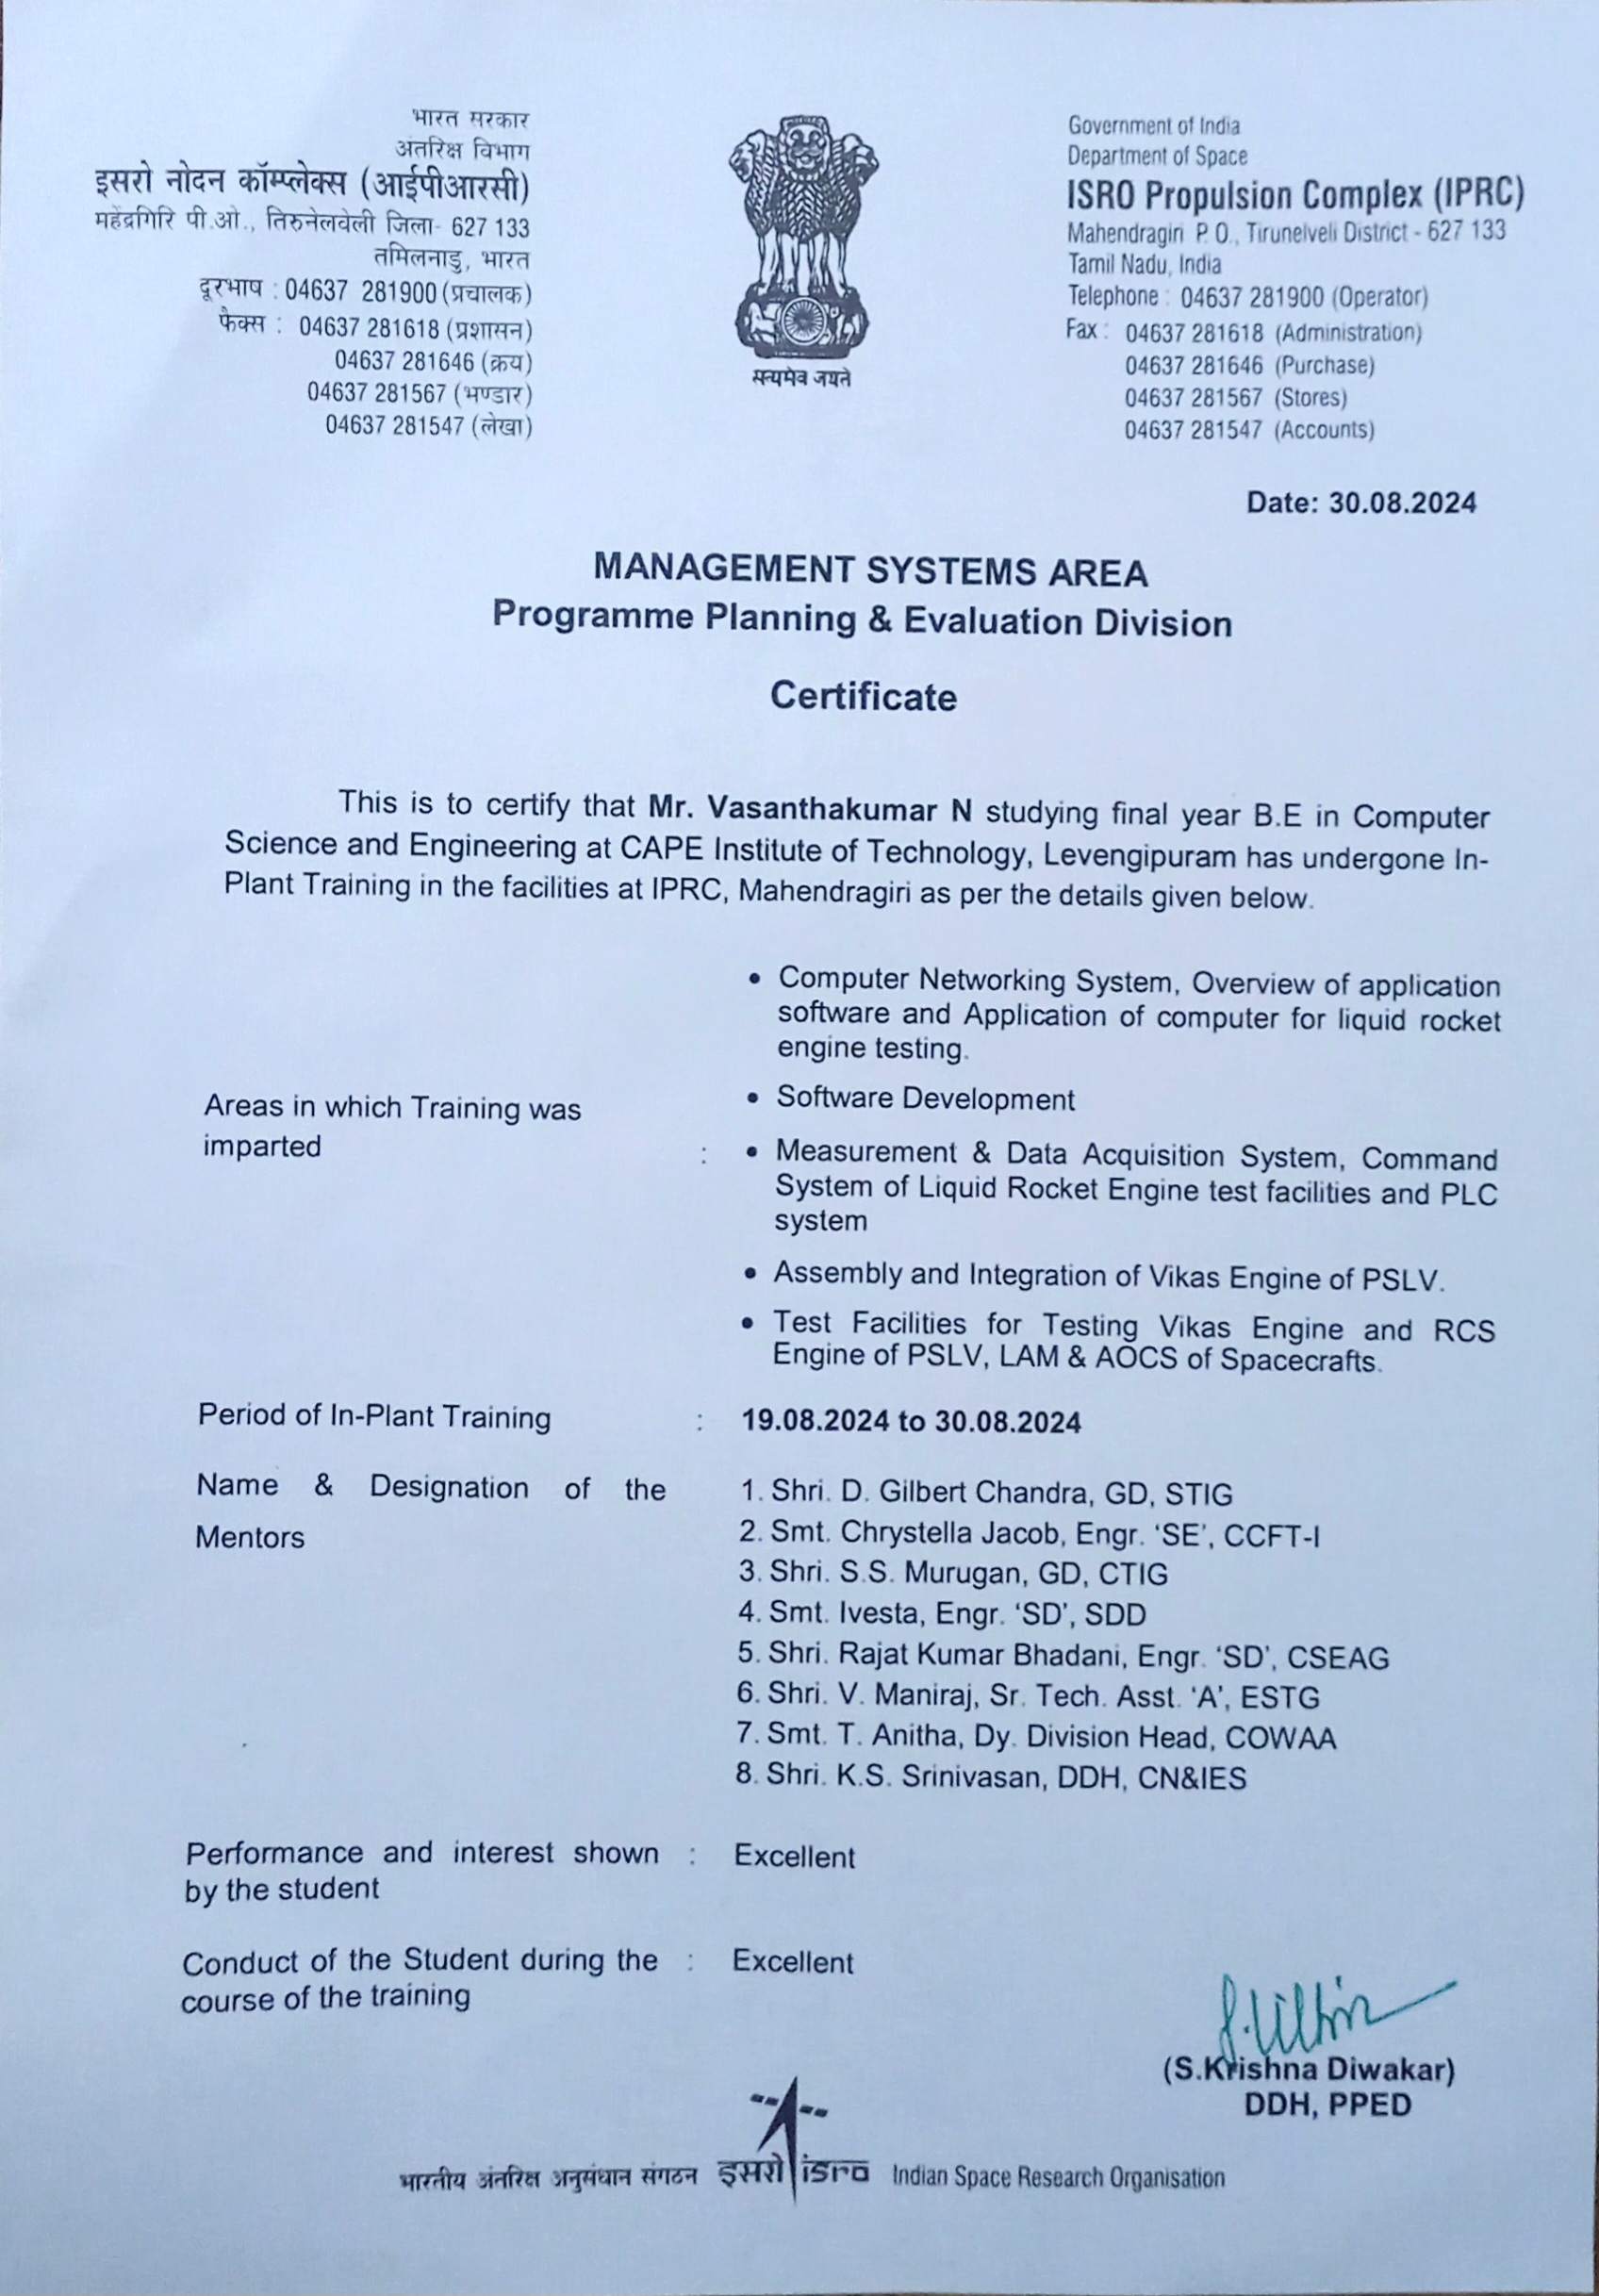 भारत सरकार
अंतरिक्ष विभाग
इसरो नोदन कॉम्प्लेक्स (आईपीआरसी)
महेंद्रगिरि पी.ओ., तिरुनेलवेली जिला- 627 133
तमिलनाडु, भारत
दूरभाष : 04637 281900 (प्रचालक)
फैक्स : 04637 281618 (प्रशासन)
04637 281646 (क्रय)
04637 281567 (भण्डार)
04637 281547 (लेखा)
सत्यमेव जयते
Government of India
Department of Space
ISRO Propulsion Complex (IPRC)
Mahendragiri P. O., Tirunelveli District - 627 133
Tamil Nadu, India
Telephone : 04637 281900 (Operator)
Fax : 04637 281618 (Administration)
04637 281646 (Purchase)
04637 281567 (Stores)
04637 281547 (Accounts)
Date: 30.08.2024
MANAGEMENT SYSTEMS AREA
Programme Planning & Evaluation Division
Certificate
This is to certify that Mr. Vasanthakumar N studying final year B.E in Computer
Science and Engineering at CAPE Institute of Technology, Levengipuram has undergone In-
Plant Training in the facilities at IPRC, Mahendragiri as per the details given below.
Areas in which Training was
imparted :
• Computer Networking System, Overview of application
software and Application of computer for liquid rocket
engine testing.
• Software Development
• Measurement & Data Acquisition System, Command
System of Liquid Rocket Engine test facilities and PLC
system
• Assembly and Integration of Vikas Engine of PSLV.
• Test Facilities for Testing Vikas Engine and RCS
Engine of PSLV, LAM & AOCS of Spacecrafts.
Period of In-Plant Training : 19.08.2024 to 30.08.2024
Name & Designation of the
Mentors
1. Shri. D. Gilbert Chandra, GD, STIG
2. Smt. Chrystella Jacob, Engr. ‘SE’, CCFT-I
3. Shri. S.S. Murugan, GD, CTIG
4. Smt. Ivesta, Engr. ‘SD’, SDD
5. Shri. Rajat Kumar Bhadani, Engr. ‘SD’, CSEAG
6. Shri. V. Maniraj, Sr. Tech. Asst. ‘A’, ESTG
7. Smt. T. Anitha, Dy. Division Head, COWAA
8. Shri. K.S. Srinivasan, DDH, CN&IES
Performance and interest shown : Excellent
by the student
Conduct of the Student during the : Excellent
course of the training
(S.Krishna Diwakar)
DDH, PPED
भारतीय अंतरिक्ष अनुसंधान संगठन इसरो isro Indian Space Research Organisation